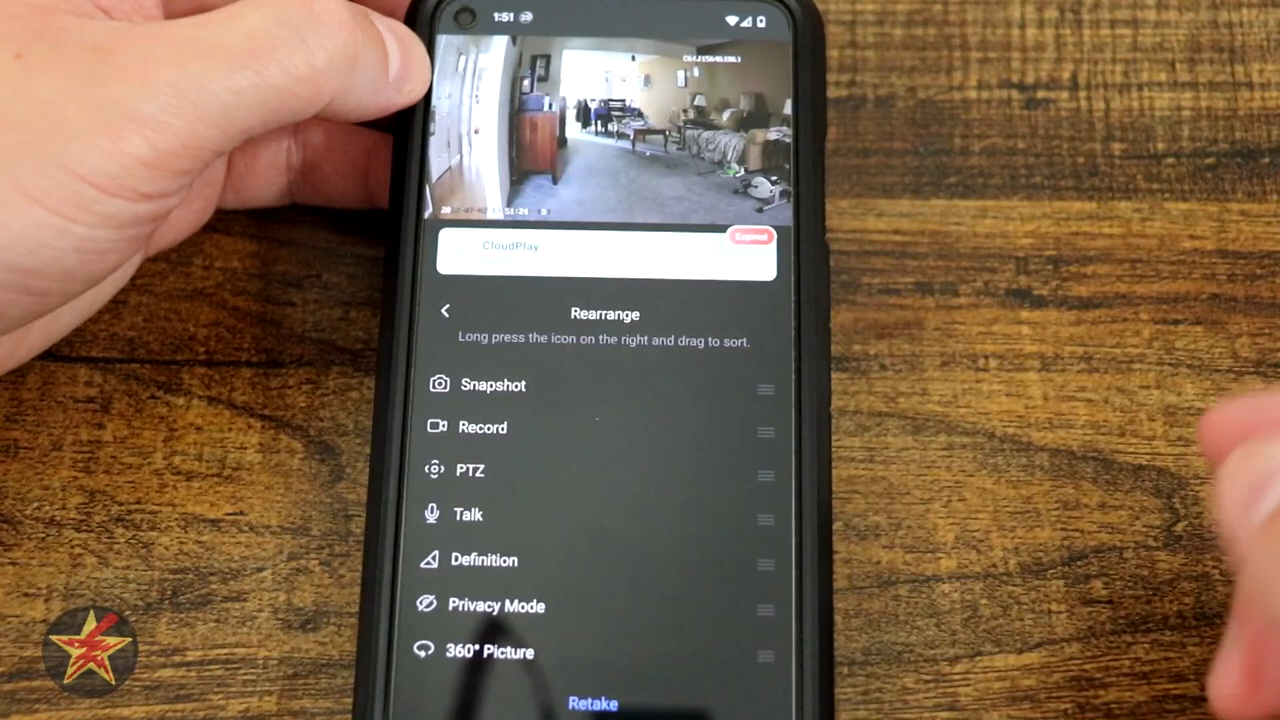 1:51
CloudPlay
Expired
Rearrange
Long press the icon on the right and drag to sort.
Snapshot
Record
PTZ
Talk
Definition
Privacy Mode
360° Picture
Retake